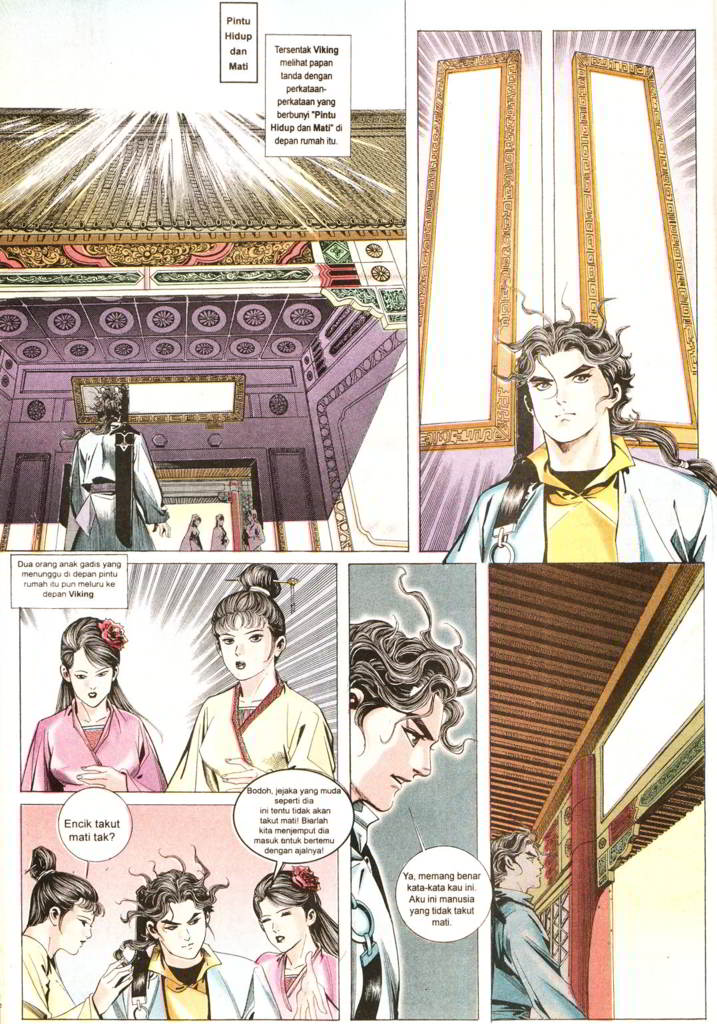 Pintu
Hidup
dan
Mati
Tersentak Viking
melihat papan
tanda dengan
perkataan-
perkataan yang
berbunyi "Pintu
Hidup dan Mati" di
depan rumah itu.
Dua orang anak gadis yang
menunggu di depan pintu
rumah itu pun meluru ke
depan Viking
Encik takut
mati tak?
Bodoh, jejaka yang muda
seperti dia
ini tentu tidak akan
takut mati! Biarlah
kita menjemput dia
masuk untuk bertemu
dengan ajalnya!
Ya, memang benar
kata-kata kau ini.
Aku ini manusia
yang tidak takut
mati.